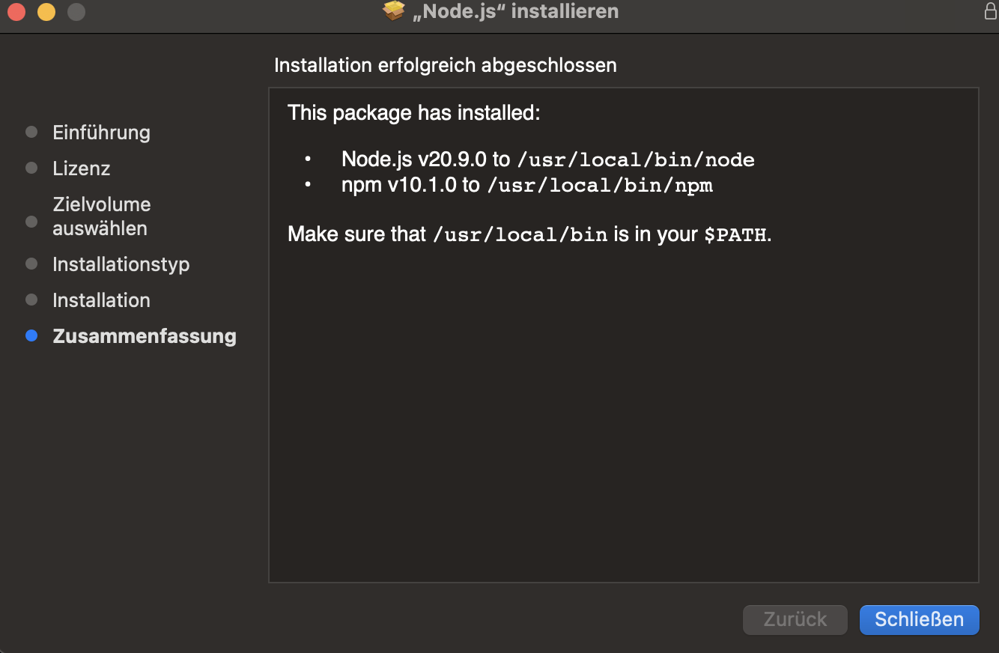 „Node.js“ installieren
Installation erfolgreich abgeschlossen
Einführung
Lizenz
Zielvolume
auswählen
Installationstyp
Installation
Zusammenfassung
This package has installed:
• Node.js v20.9.0 to /usr/local/bin/node
• npm v10.1.0 to /usr/local/bin/npm
Make sure that /usr/local/bin is in your $PATH.
Zurück
Schließen